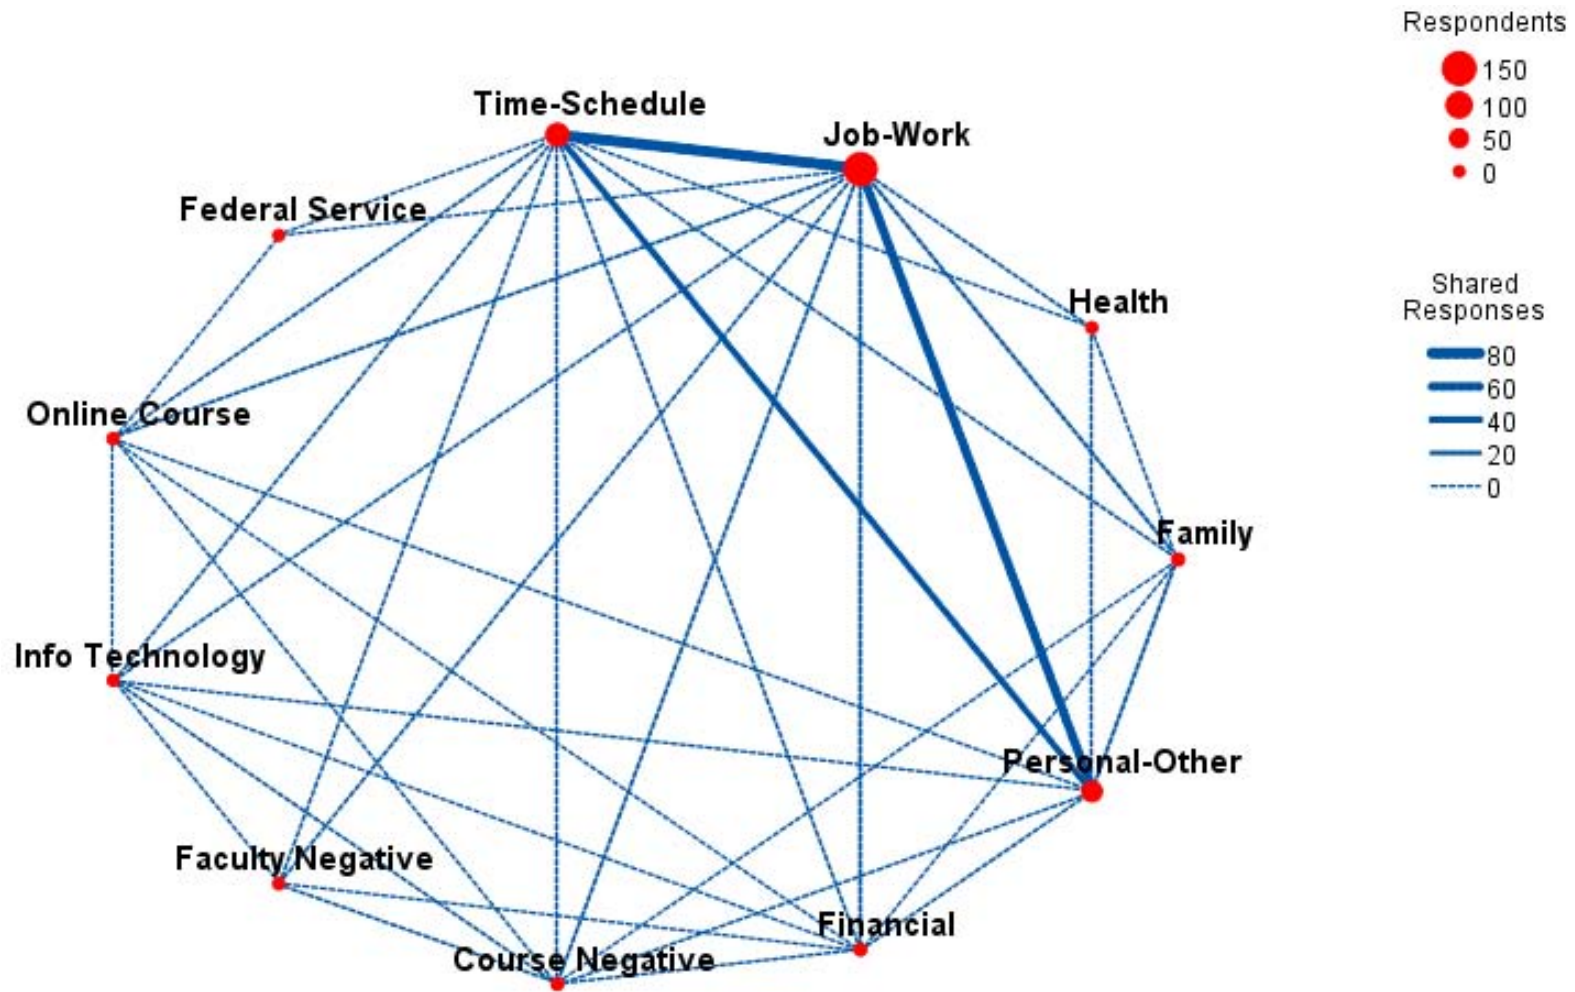 Respondents
150
100
50
0
Time-Schedule
Job-Work
Federal Service
Health
Shared
Responses
80
60
40
20
0
Online Course
Family
Info Technology
Personal-Other
Faculty Negative
Financial
Course Negative